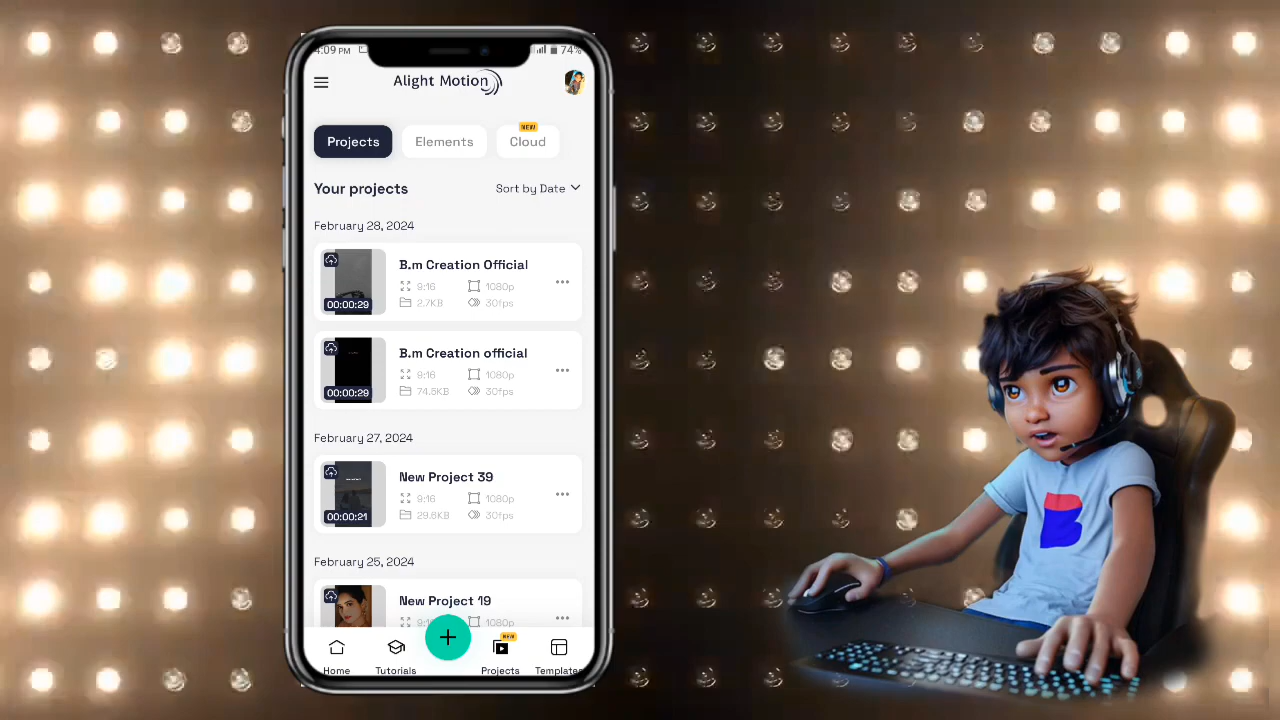 4:09 PM 74%
Alight Motion
NEW
Projects Elements Cloud
Your projects Sort by Date
February 28, 2024
B.m Creation Official
9:16 1080p
00:00:29 2.7KB 30fps
B.m Creation official
9:16 1080p
00:00:29 74.5KB 30fps
February 27, 2024
New Project 39
9:16 1080p
00:00:21 29.6KB 30fps
February 25, 2024
New Project 19
1080p
NEW
Home Tutorials Projects Templates
B